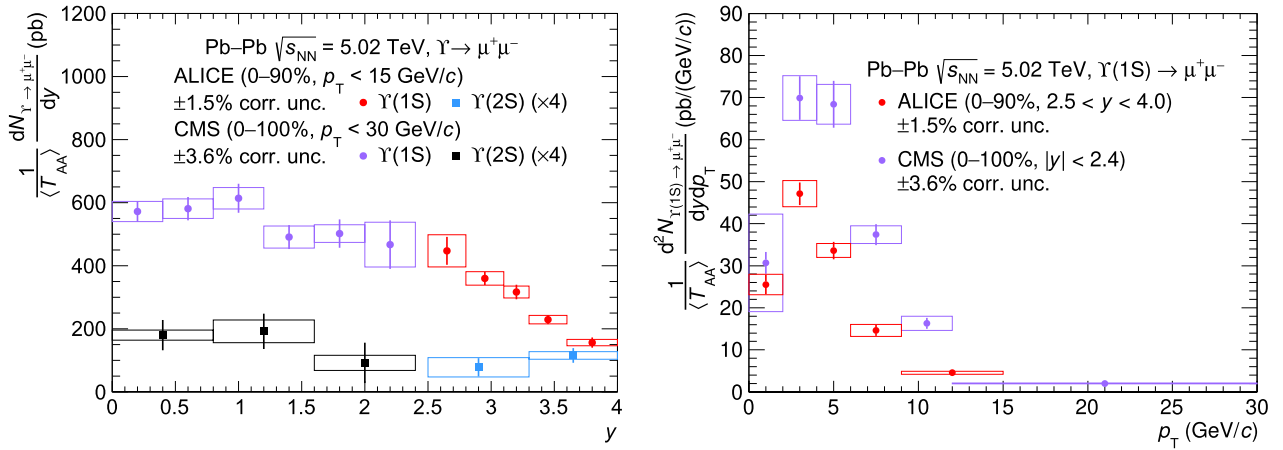 1/⟨T_AA⟩ dN_ϒ→μ⁺μ⁻/dy (pb)
Pb–Pb √s_NN = 5.02 TeV, ϒ→ μ⁺μ⁻
ALICE (0–90%, p_T < 15 GeV/c)
±1.5% corr. unc. ϒ(1S) ϒ(2S) (×4)
CMS (0–100%, p_T < 30 GeV/c)
±3.6% corr. unc. ϒ(1S) ϒ(2S) (×4)
1200
1000
800
600
400
200
0
0 0.5 1 1.5 2 2.5 3 3.5 4
y
1/⟨T_AA⟩ d²N_ϒ(1S)→μ⁺μ⁻/dydp_T (pb/(GeV/c))
Pb–Pb √s_NN = 5.02 TeV, ϒ(1S) → μ⁺μ⁻
ALICE (0–90%, 2.5 < y < 4.0)
±1.5% corr. unc.
CMS (0–100%, |y| < 2.4)
±3.6% corr. unc.
90
80
70
60
50
40
30
20
10
0
0 5 10 15 20 25 30
p_T (GeV/c)